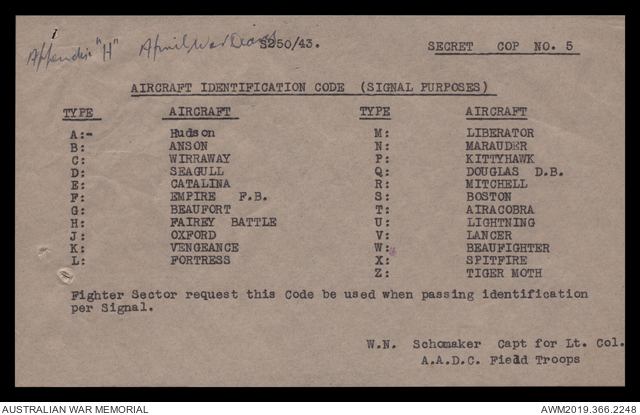 Appendix "H" April War Diary S250/43. SECRET COP NO. 5
AIRCRAFT IDENTIFICATION CODE (SIGNAL PURPOSES)
TYPE AIRCRAFT TYPE AIRCRAFT
A:- Hudson M: LIBERATOR
B: ANSON N: MARAUDER
C: WIRRAWAY P: KITTYHAWK
D: SEAGULL Q: DOUGLAS D.B.
E: CATALINA R: MITCHELL
F: EMPIRE F.B. S: BOSTON
G: BEAUFORT T: AIRACOBRA
H: FAIREY BATTLE U: LIGHTNING
J: OXFORD V: LANCER
K: VENGEANCE W: BEAUFIGHTER
L: FORTRESS X: SPITFIRE
Z: TIGER MOTH
Fighter Sector request this Code be used when passing identification
per Signal.
W.N. Schomaker Capt for Lt. Col.
A.A.D.C. Field Troops
AUSTRALIAN WAR MEMORIAL AWM2019.366.2248